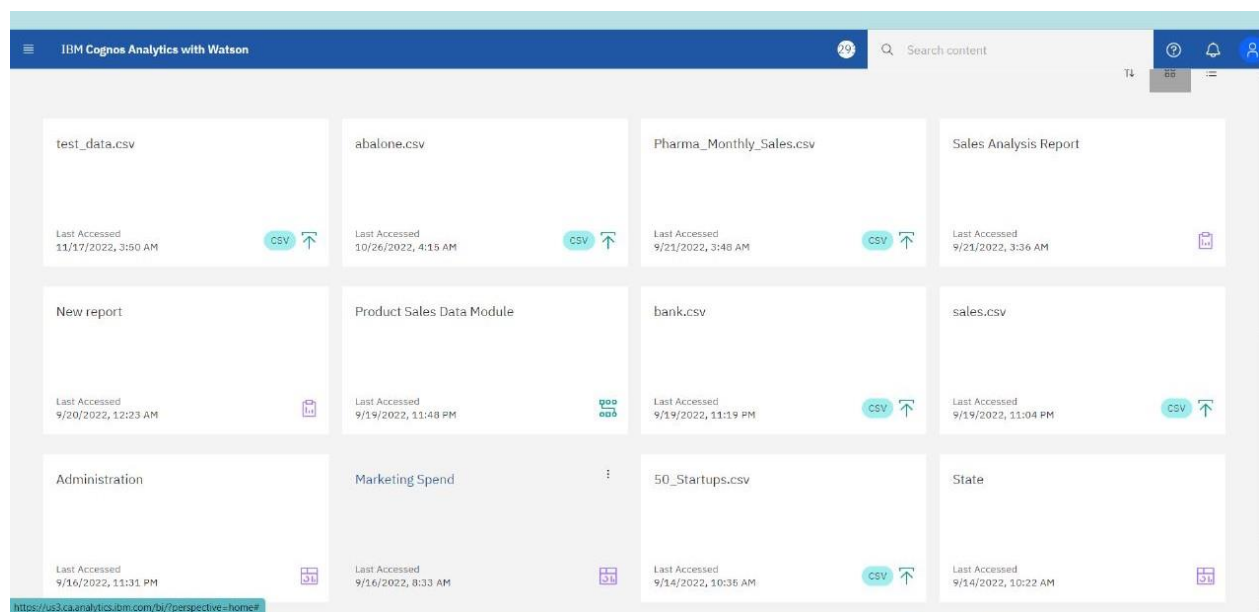 IBM Cognos Analytics with Watson
29
Search content
test_data.csv
Last Accessed
11/17/2022, 3:50 AM
CSV
abalone.csv
Last Accessed
10/26/2022, 4:15 AM
CSV
Pharma_Monthly_Sales.csv
Last Accessed
9/21/2022, 3:48 AM
CSV
Sales Analysis Report
Last Accessed
9/21/2022, 3:36 AM
New report
Last Accessed
9/20/2022, 12:23 AM
Product Sales Data Module
Last Accessed
9/19/2022, 11:48 PM
bank.csv
Last Accessed
9/19/2022, 11:19 PM
CSV
sales.csv
Last Accessed
9/19/2022, 11:04 PM
CSV
Administration
Last Accessed
9/16/2022, 11:31 PM
Marketing Spend
Last Accessed
9/16/2022, 8:33 AM
50_Startups.csv
Last Accessed
9/14/2022, 10:36 AM
CSV
State
Last Accessed
9/14/2022, 10:22 AM
https://us3.ca.analytics.ibm.com/bi/?perspective=home#